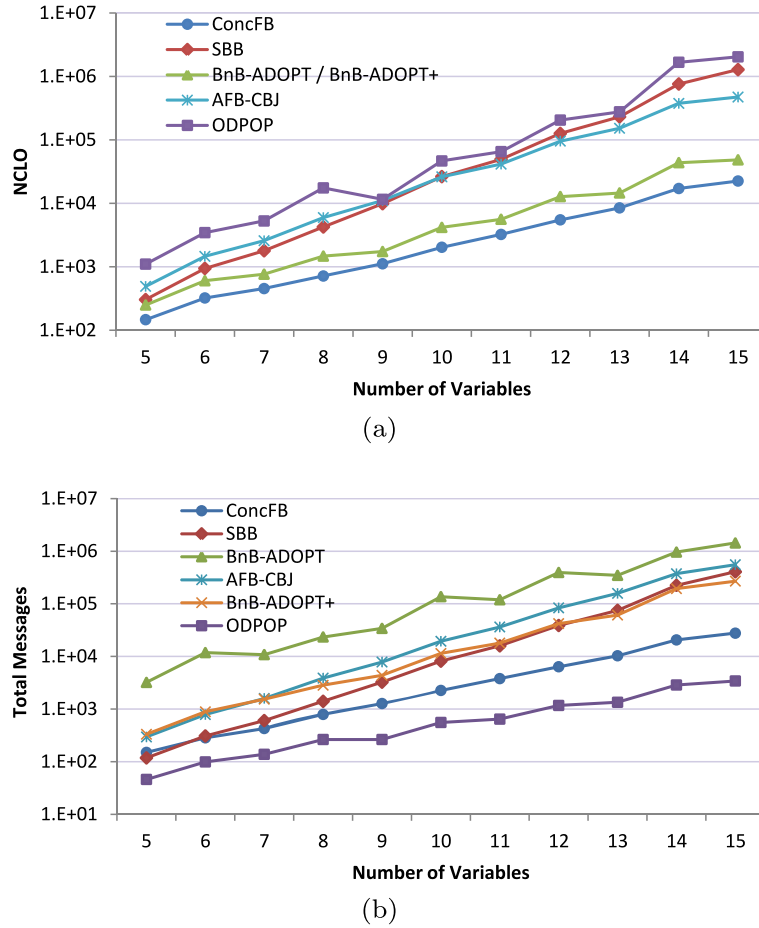 1.E+07
1.E+06
1.E+05
1.E+04
1.E+03
1.E+02
NCLO
ConcFB
SBB
BnB-ADOPT / BnB-ADOPT+
AFB-CBJ
ODPOP
5 6 7 8 9 10 11 12 13 14 15
Number of Variables
(a)
1.E+07
1.E+06
1.E+05
1.E+04
1.E+03
1.E+02
1.E+01
Total Messages
ConcFB
SBB
BnB-ADOPT
AFB-CBJ
BnB-ADOPT+
ODPOP
5 6 7 8 9 10 11 12 13 14 15
Number of Variables
(b)